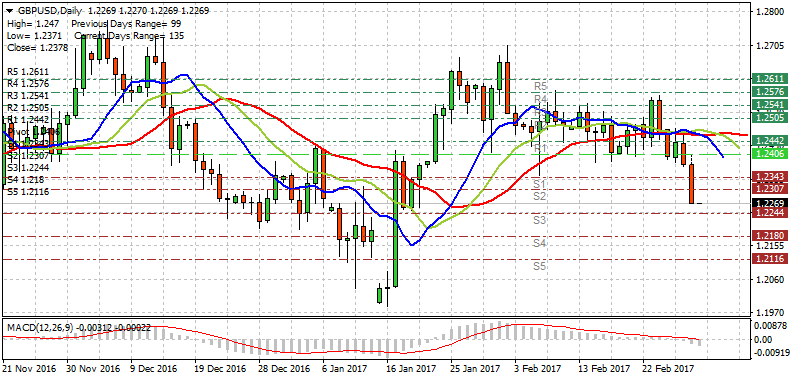 GBPUSD,Daily 1.2269 1.2270 1.2269 1.2269
High= 1.247 Previous Days Range= 99
Low= 1.2371 Current Days Range= 135
Close= 1.2378
R5 1.2611
R4 1.2576
R3 1.2541
R2 1.2505
R1 1.2442
Pivot
S2 1.2307
S3 1.2244
S4 1.218
S5 1.2116
R5
R4
R1
S1
S2
S3
S4
S5
1.2800
1.2705
1.2611
1.2576
1.2541
1.2505
1.2442
1.2406
1.2343
1.2307
1.2269
1.2244
1.2180
1.2155
1.2116
1.2060
1.1970
MACD(12,26,9) -0.00312 -0.00022
0.00878
0.00
-0.00919
21 Nov 2016 30 Nov 2016 9 Dec 2016 19 Dec 2016 28 Dec 2016 6 Jan 2017 16 Jan 2017 25 Jan 2017 3 Feb 2017 13 Feb 2017 22 Feb 2017